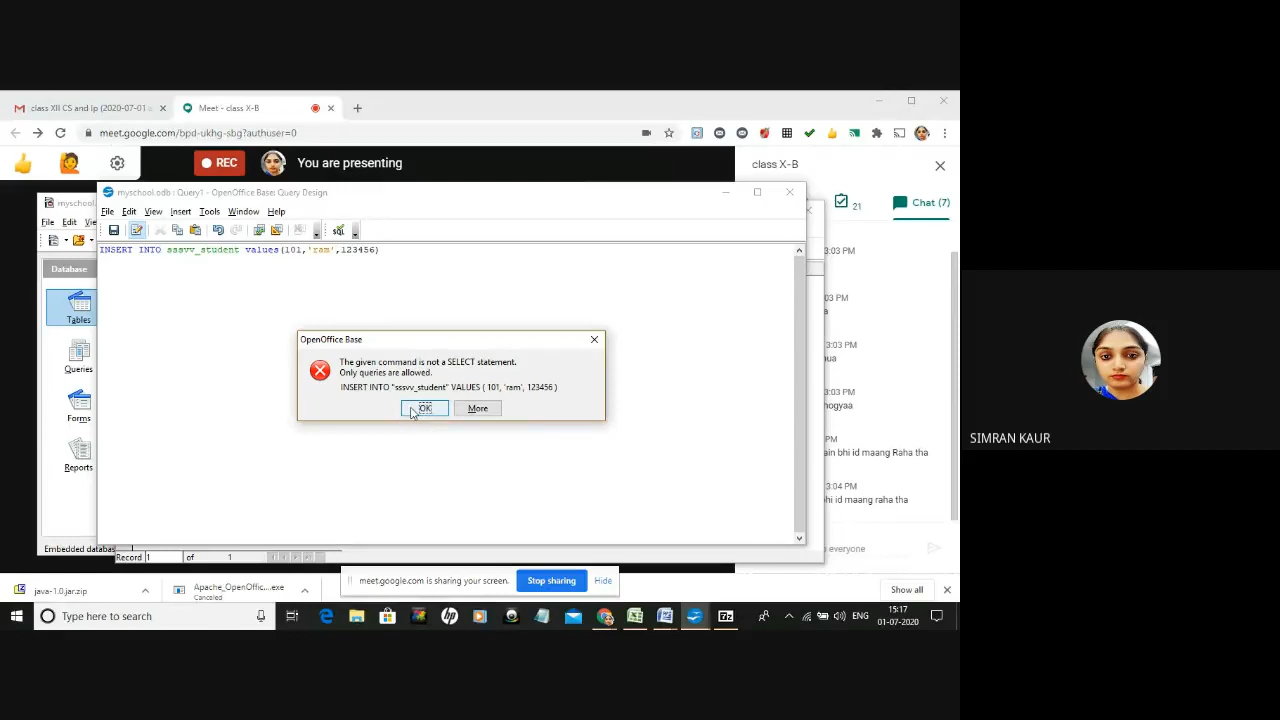 class XII CS and Ip (2020-07-01
Meet - class X-B
meet.google.com/bpd-ukhg-sbg?authuser=0
REC
You are presenting
class X-B
21
Chat (7)
myschool.
myschool.odb : Query1 - OpenOffice Base: Query Design
File Edit View Insert Tools Window Help
File Edit
INSERT INTO sssvv_student values(101,'ram',123456)
Database
Tables
Queries
Forms
Reports
OpenOffice Base
The given command is not a SELECT statement.
Only queries are allowed.
INSERT INTO "sssvv_student" VALUES ( 101, 'ram', 123456 )
OK
More
3:03 PM
03 PM
3:03 PM
hua
3:03 PM
hogyaa
PM
ain bhi id maang Raha tha
3:04 PM
bhi id maang raha tha
everyone
SIMRAN KAUR
Embedded databas
Record 1 of 1
meet.google.com is sharing your screen.
Stop sharing
Hide
java-1.0.jar.zip
Apache_OpenOffic....exe
Canceled
Show all
Type here to search
ENG
15:17
01-07-2020